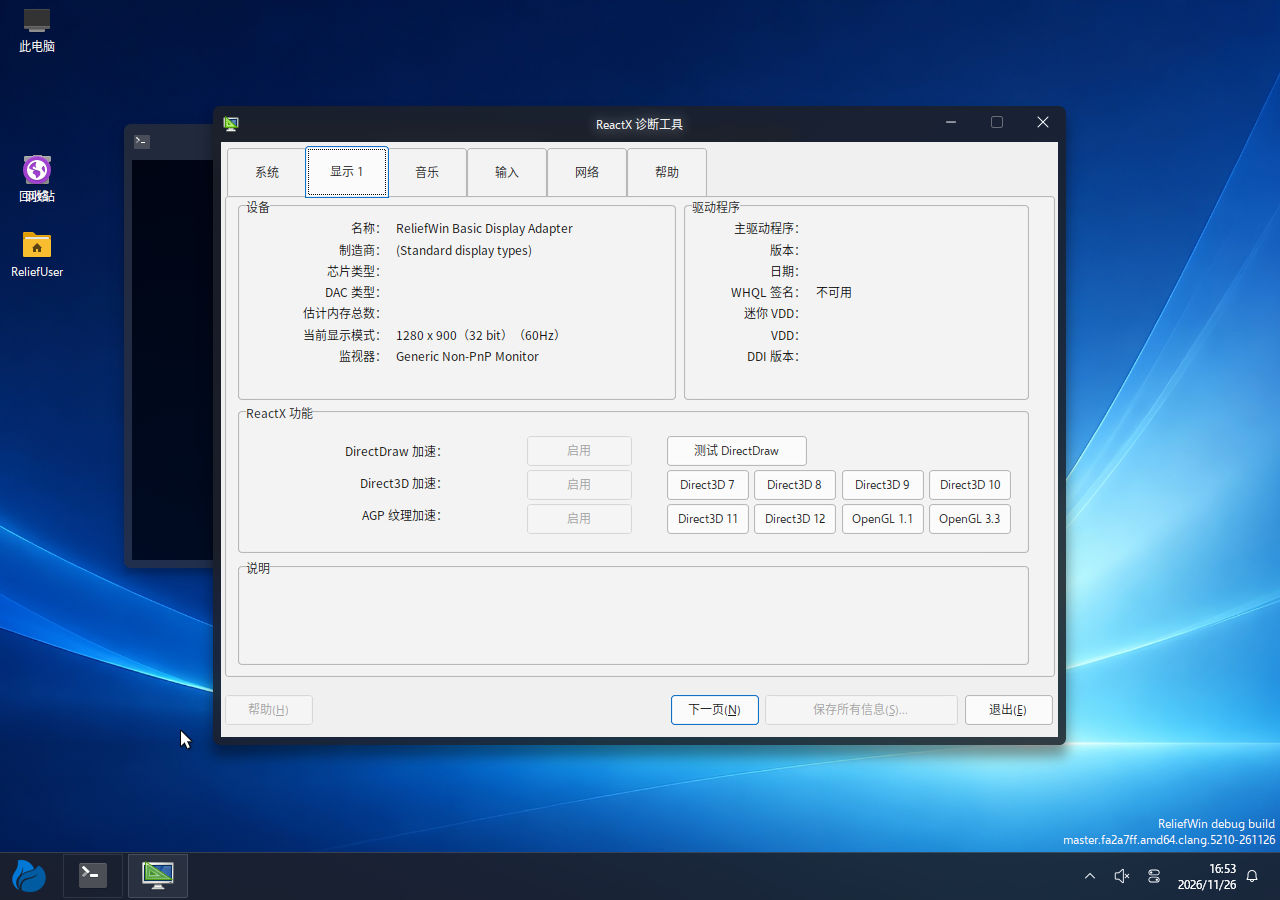 此电脑
ReliefUser
ReactX 诊断工具
系统
显示 1
音乐
输入
网络
帮助
设备
名称： ReliefWin Basic Display Adapter
制造商： (Standard display types)
芯片类型：
DAC 类型：
估计内存总数：
当前显示模式： 1280 x 900（32 bit）（60Hz）
监视器： Generic Non-PnP Monitor
驱动程序
主驱动程序：
版本：
日期：
WHQL 签名： 不可用
迷你 VDD：
VDD：
DDI 版本：
ReactX 功能
DirectDraw 加速： 启用 测试 DirectDraw
Direct3D 加速： 启用 Direct3D 7 Direct3D 8 Direct3D 9 Direct3D 10
AGP 纹理加速： 启用 Direct3D 11 Direct3D 12 OpenGL 1.1 OpenGL 3.3
说明
帮助(H)
下一页(N)
保存所有信息(S)...
退出(E)
ReliefWin debug build
master.fa2a7ff.amd64.clang.5210-261126
16:53
2026/11/26